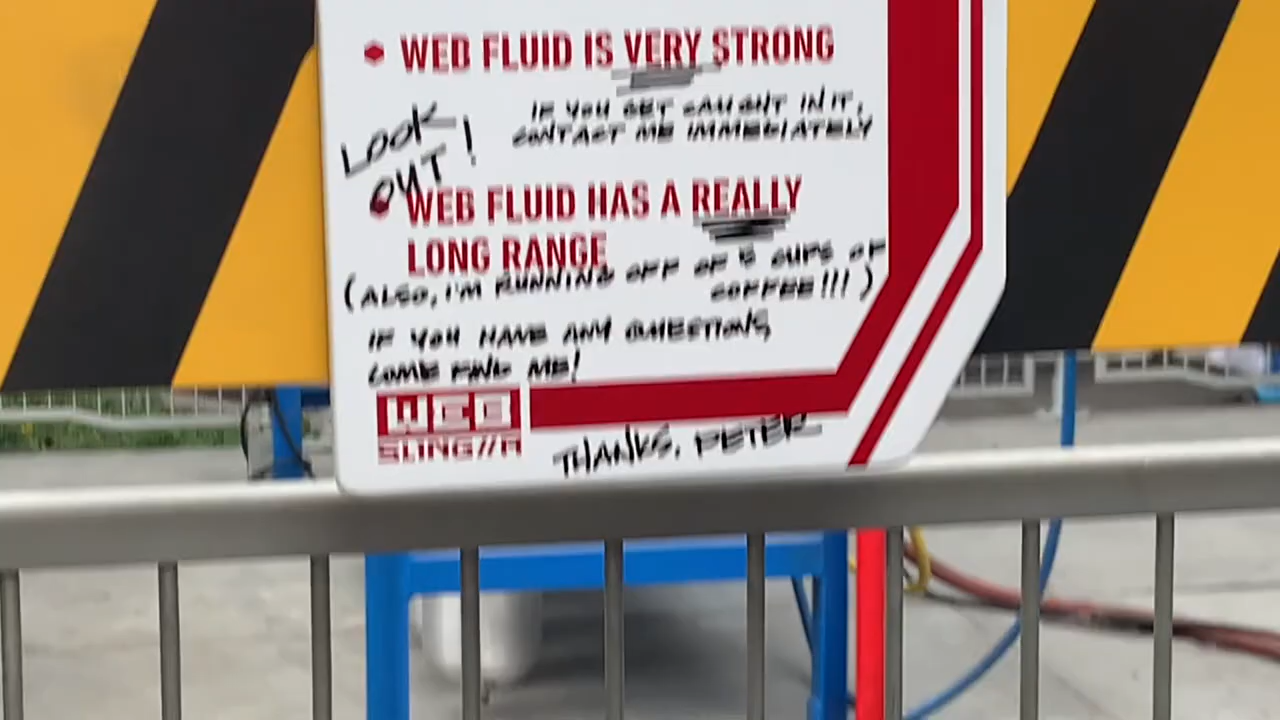 WEB FLUID IS VERY STRONG
IF YOU GET CAUGHT IN IT,
CONTACT ME IMMEDIATELY
LOOK
OUT!
WEB FLUID HAS A REALLY
LONG RANGE
(ALSO, I'M RUNNING OFF OF 5 CUPS OF
COFFEE!!!)
IF YOU HAVE ANY QUESTIONS,
COME FIND ME!
WEB
SLING//R
THANKS, PETER